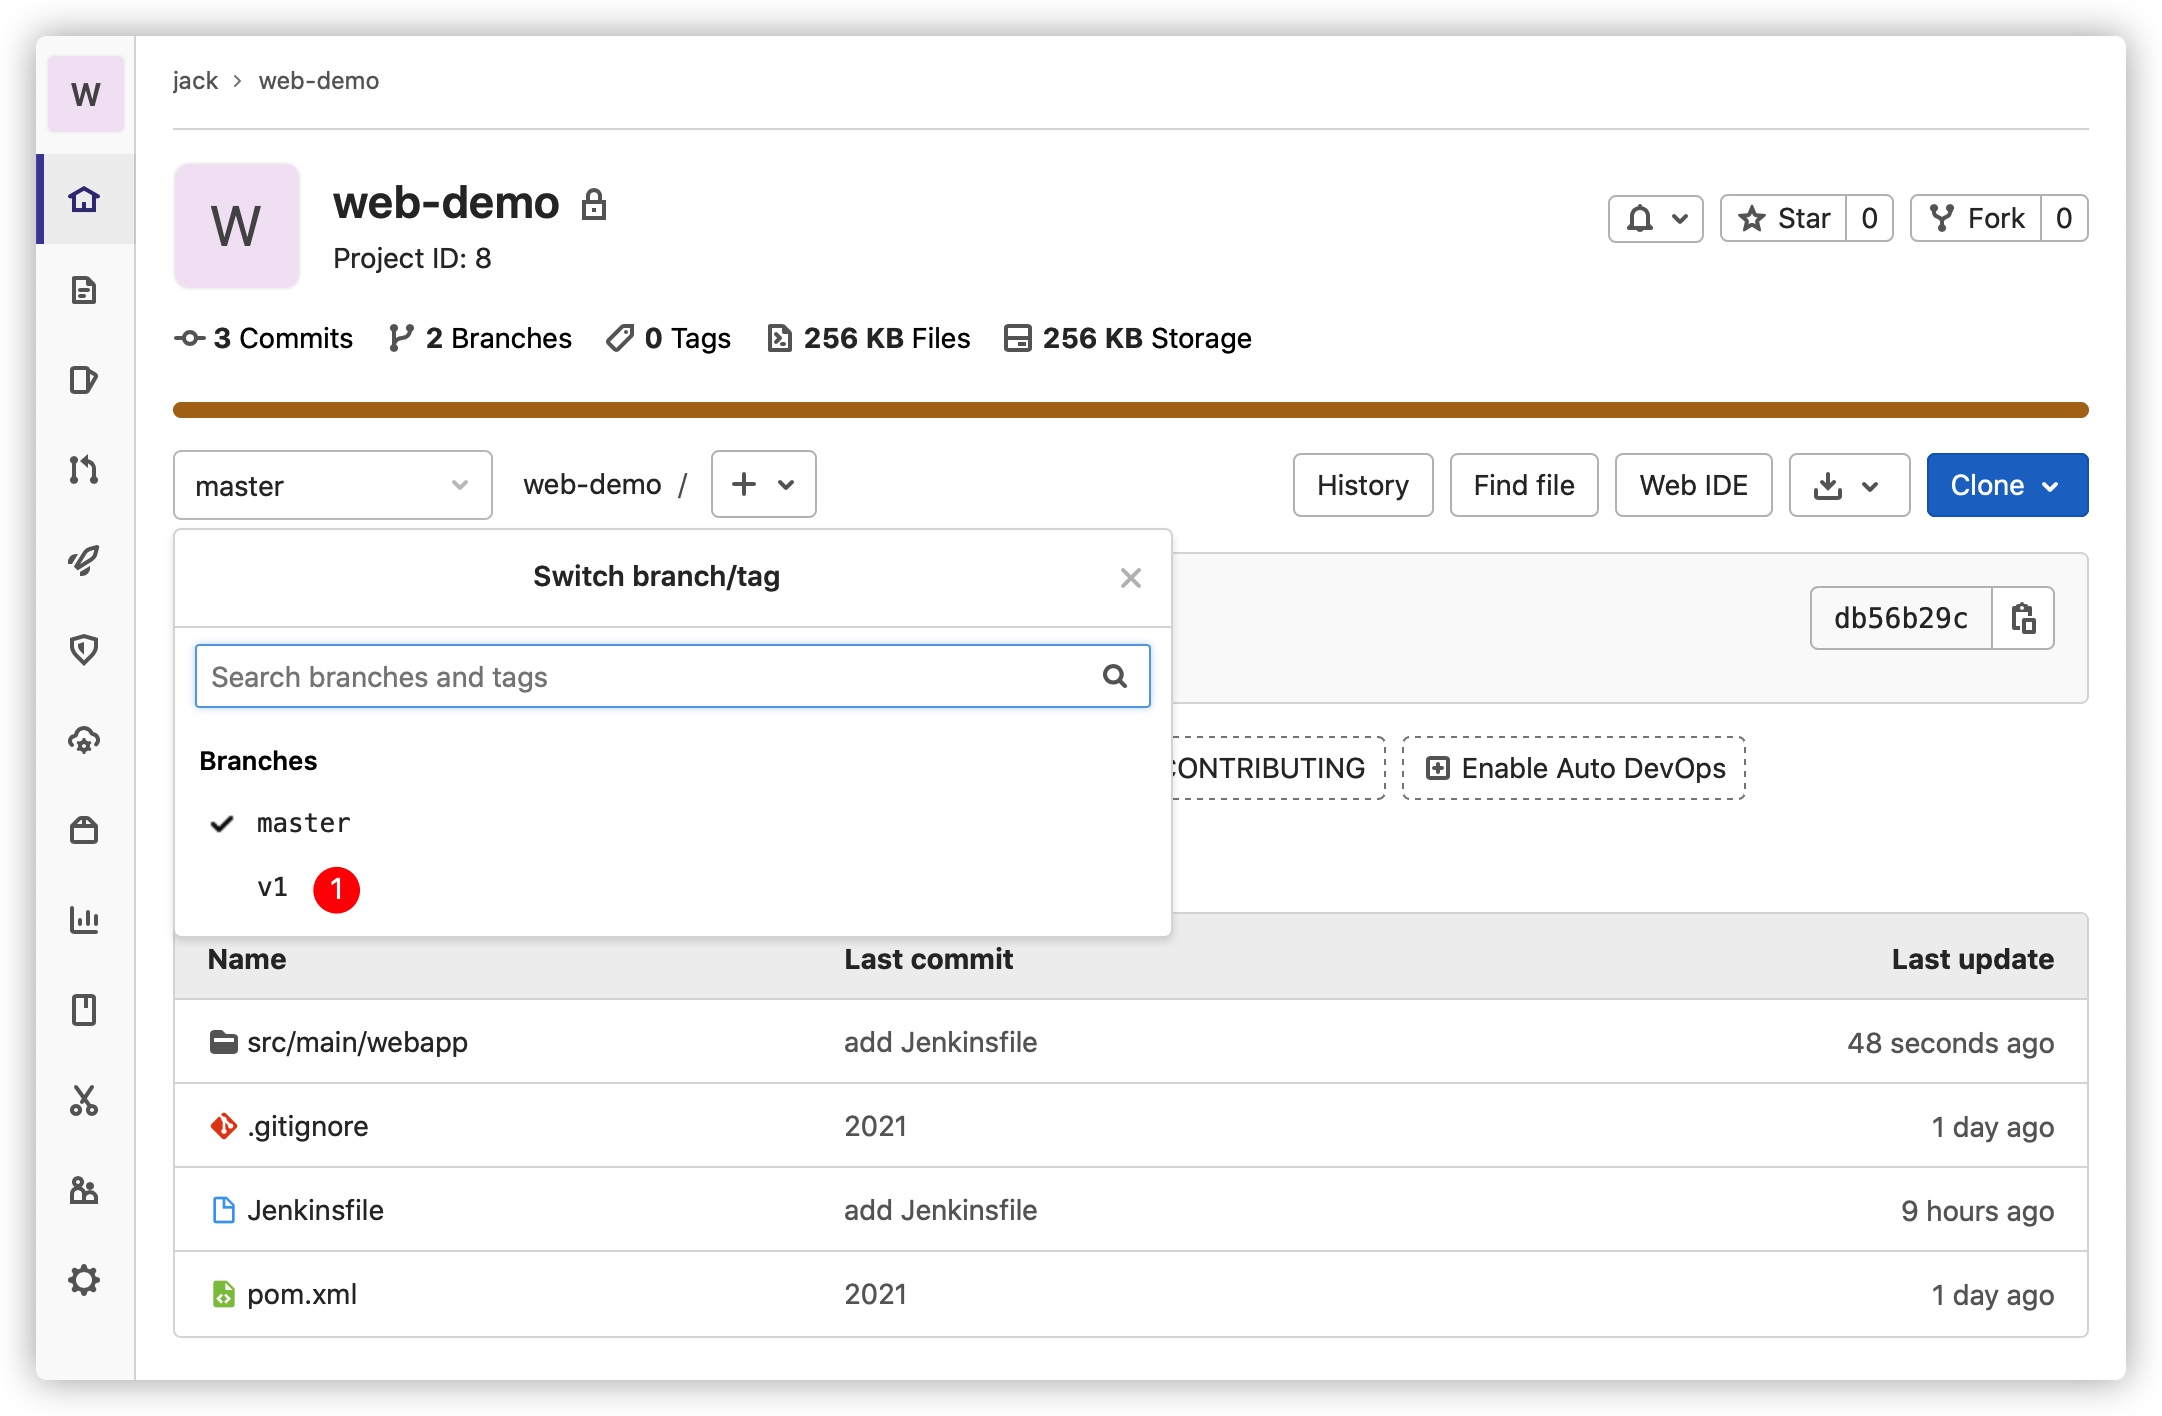 W
jack > web-demo
W
web-demo
Project ID: 8
Star 0
Fork 0
3 Commits 2 Branches 0 Tags 256 KB Files 256 KB Storage
master
web-demo /
History
Find file
Web IDE
Clone
Switch branch/tag
db56b29c
Search branches and tags
Branches
CONTRIBUTING
Enable Auto DevOps
master
v1 1
Name Last commit Last update
src/main/webapp add Jenkinsfile 48 seconds ago
.gitignore 2021 1 day ago
Jenkinsfile add Jenkinsfile 9 hours ago
pom.xml 2021 1 day ago